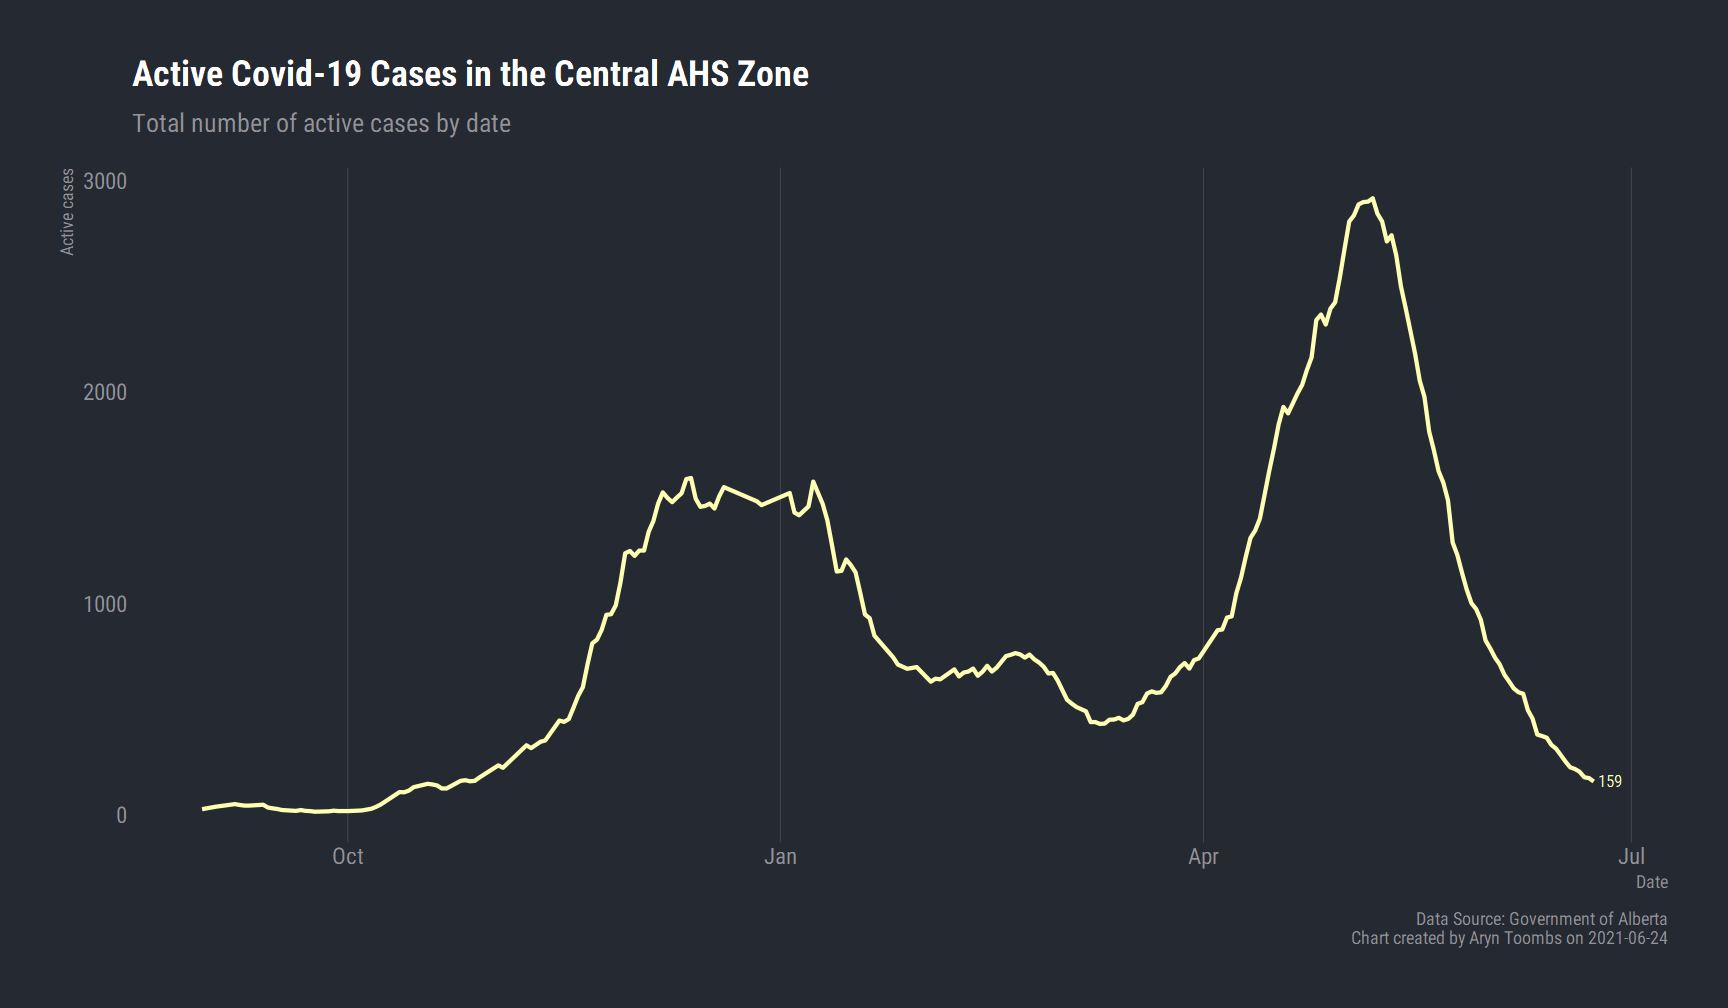 Active Covid-19 Cases in the Central AHS Zone
Total number of active cases by date
Active cases
3000
2000
1000
0
159
Oct
Jan
Apr
Jul
Date
Data Source: Government of Alberta
Chart created by Aryn Toombs on 2021-06-24